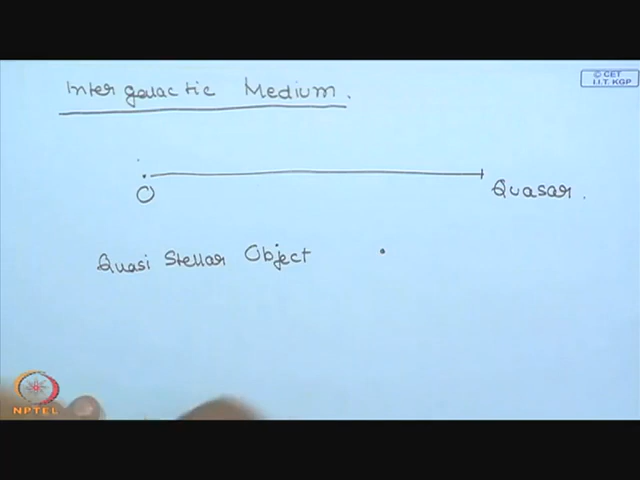 © CET
I.I.T. KGP
Intergalactic Medium.
O
Quasar.
Quasi Stellar Object
NPTEL